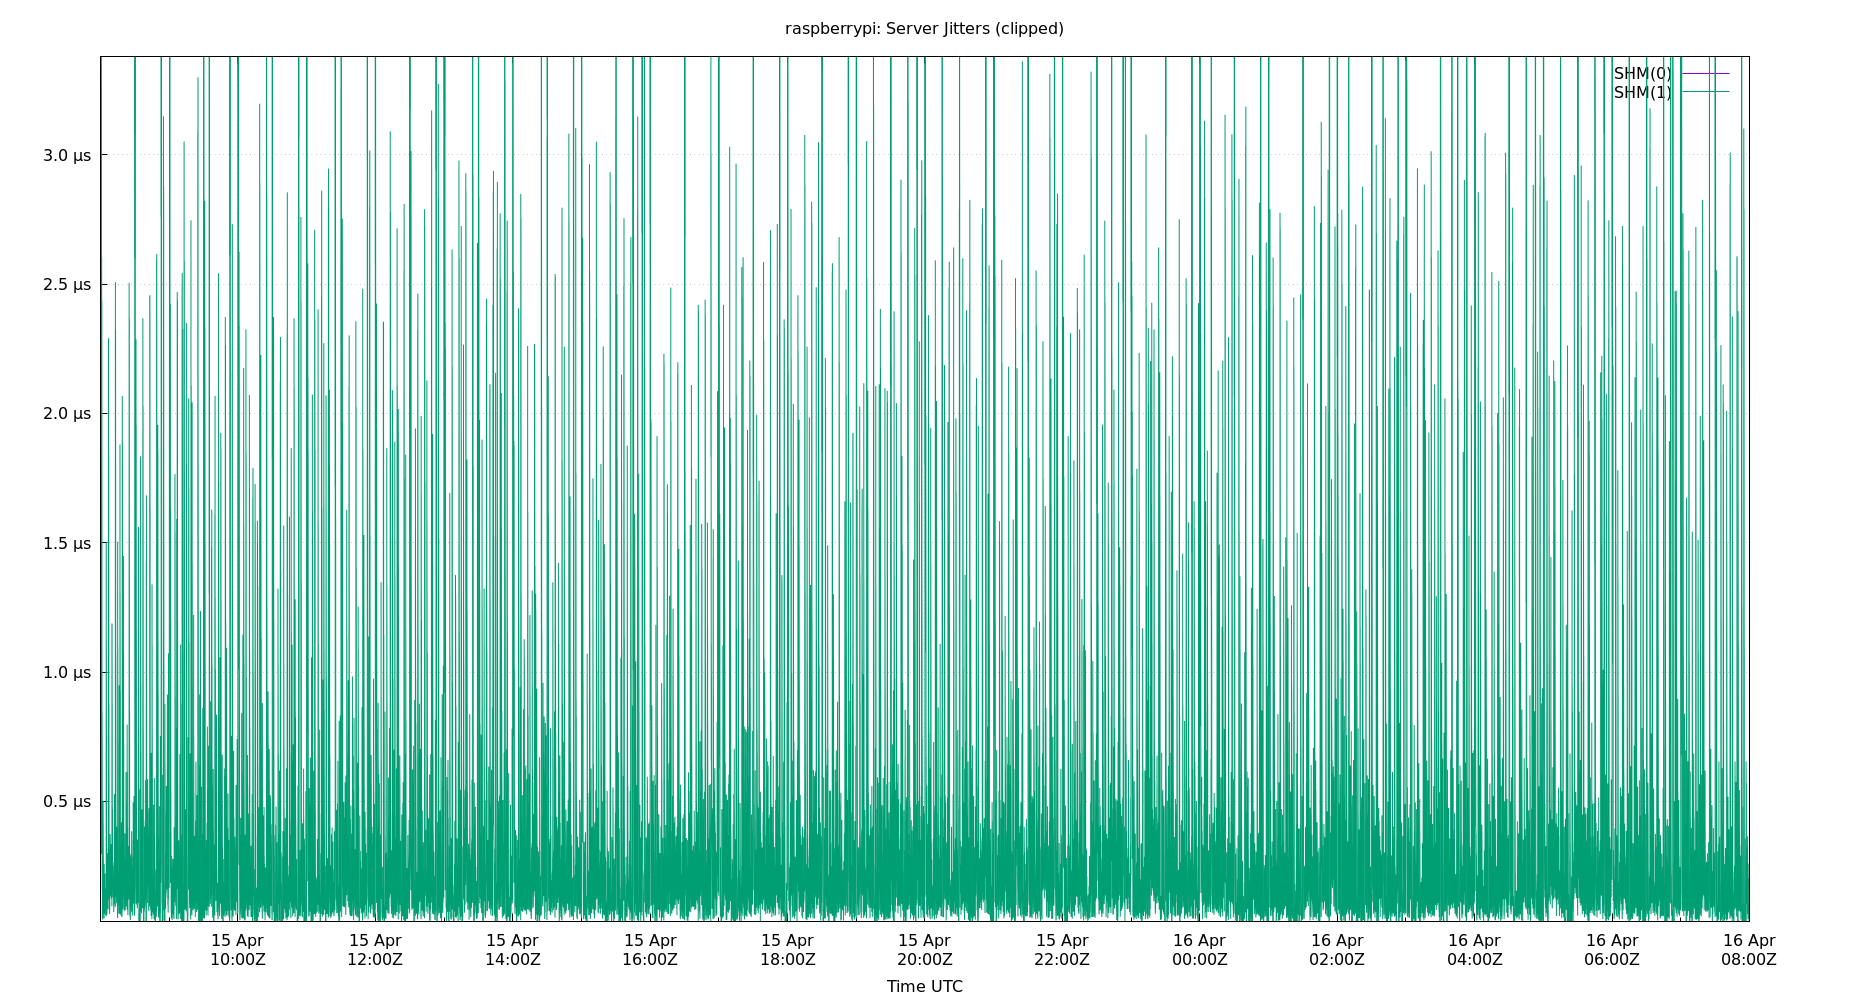 raspberrypi: Server Jitters (clipped)
SHM(0)
SHM(1)
3.0 µs
2.5 µs
2.0 µs
1.5 µs
1.0 µs
0.5 µs
15 Apr 15 Apr 15 Apr 15 Apr 15 Apr 15 Apr 15 Apr 16 Apr 16 Apr 16 Apr 16 Apr 16 Apr
10:00Z 12:00Z 14:00Z 16:00Z 18:00Z 20:00Z 22:00Z 00:00Z 02:00Z 04:00Z 06:00Z 08:00Z
Time UTC